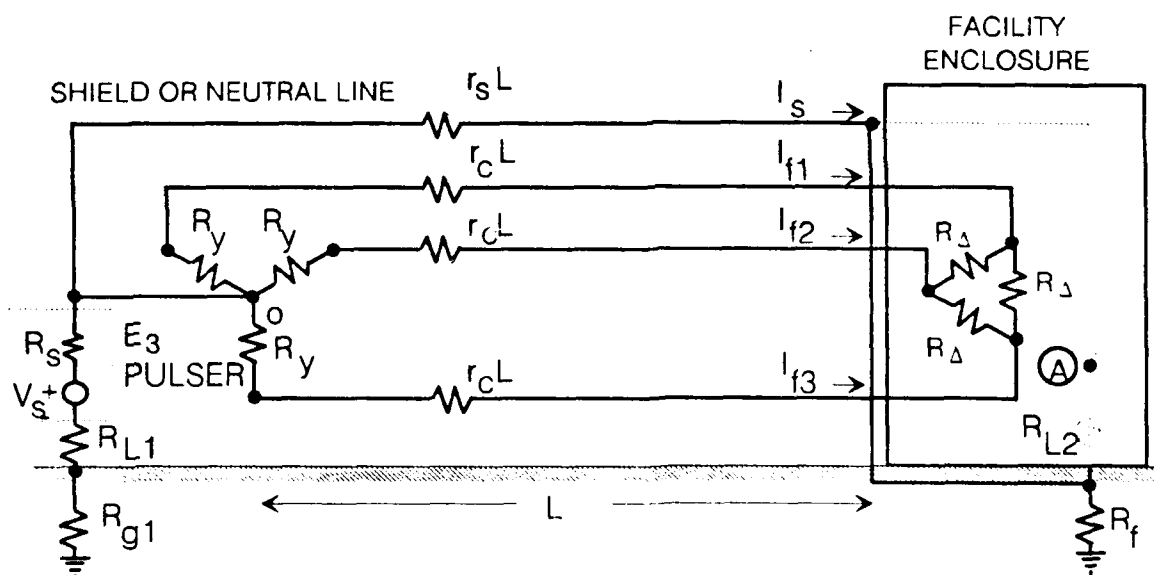 FACILITY
ENCLOSURE
SHIELD OR NEUTRAL LINE
r_s L
I_s
r_c L
I_f1
R_y
R_y
r_c L
I_f2
R_Δ
R_Δ
R_Δ
o
R_s
E_3
PULSER
R_y
r_c L
I_f3
A
V_s
+
R_L1
R_L2
L
R_g1
R_f